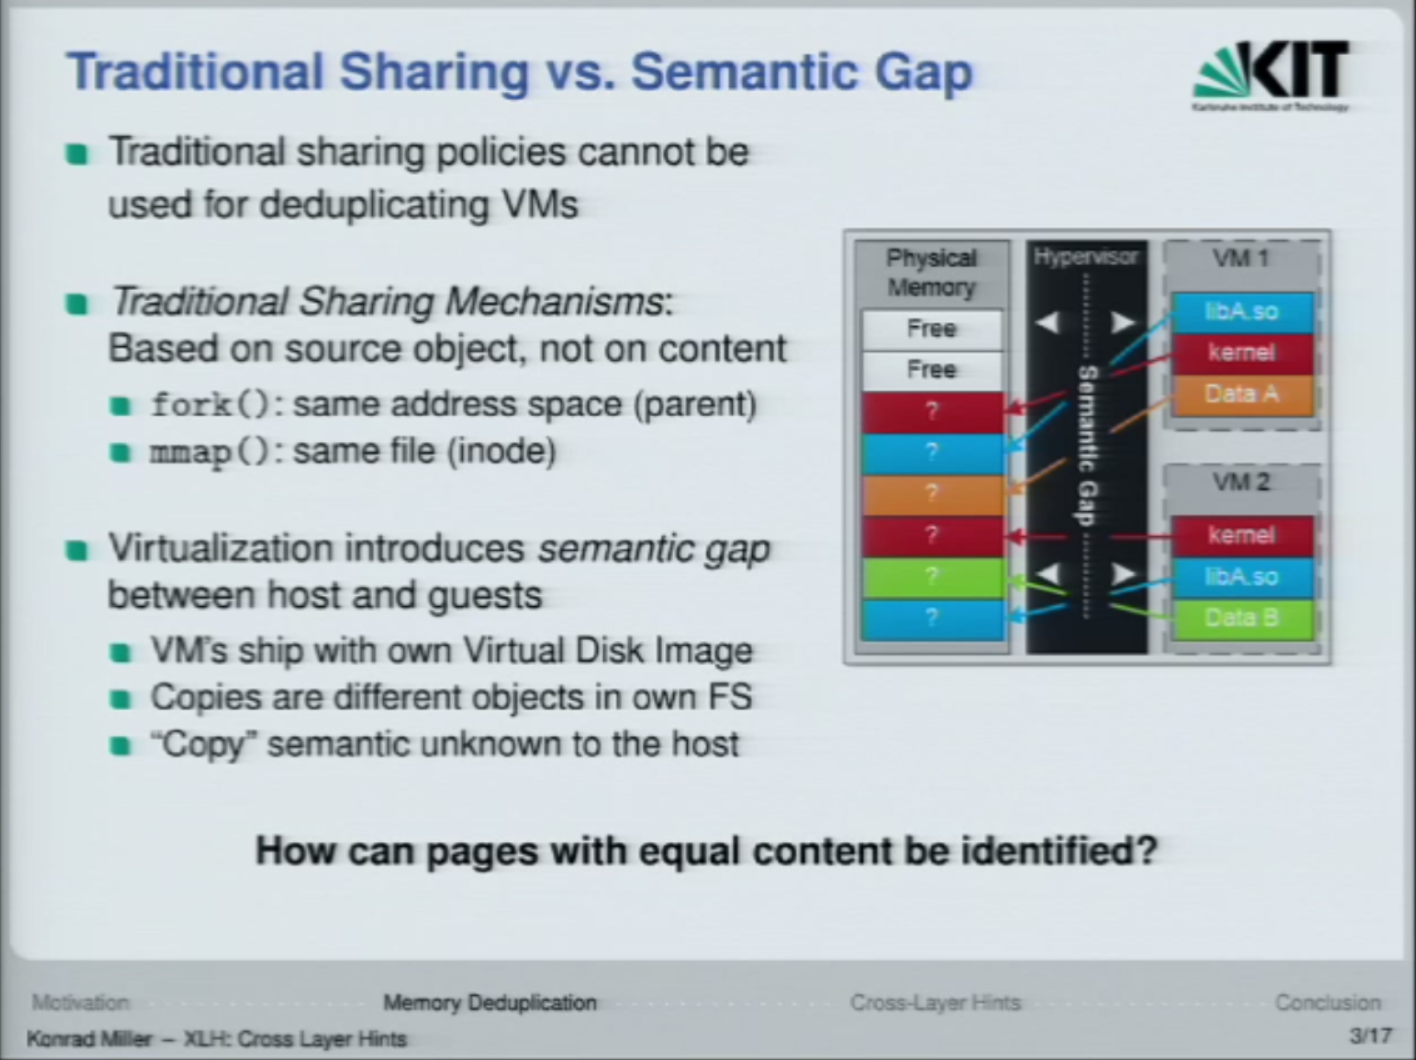 Traditional Sharing vs. Semantic Gap
KIT
Karlsruhe Institute of Technology
Traditional sharing policies cannot be
used for deduplicating VMs
Traditional Sharing Mechanisms:
Based on source object, not on content
fork(): same address space (parent)
mmap(): same file (inode)
Virtualization introduces semantic gap
between host and guests
VM's ship with own Virtual Disk Image
Copies are different objects in own FS
“Copy” semantic unknown to the host
Physical
Memory
Free
Free
?
?
?
?
?
?
Hypervisor
Semantic Gap
VM 1
libA.so
kernel
Data A
VM 2
kernel
libA.so
Data B
How can pages with equal content be identified?
Motivation
Memory Deduplication
Cross-Layer Hints
Conclusion
Konrad Miller – XLH: Cross Layer Hints
3/17